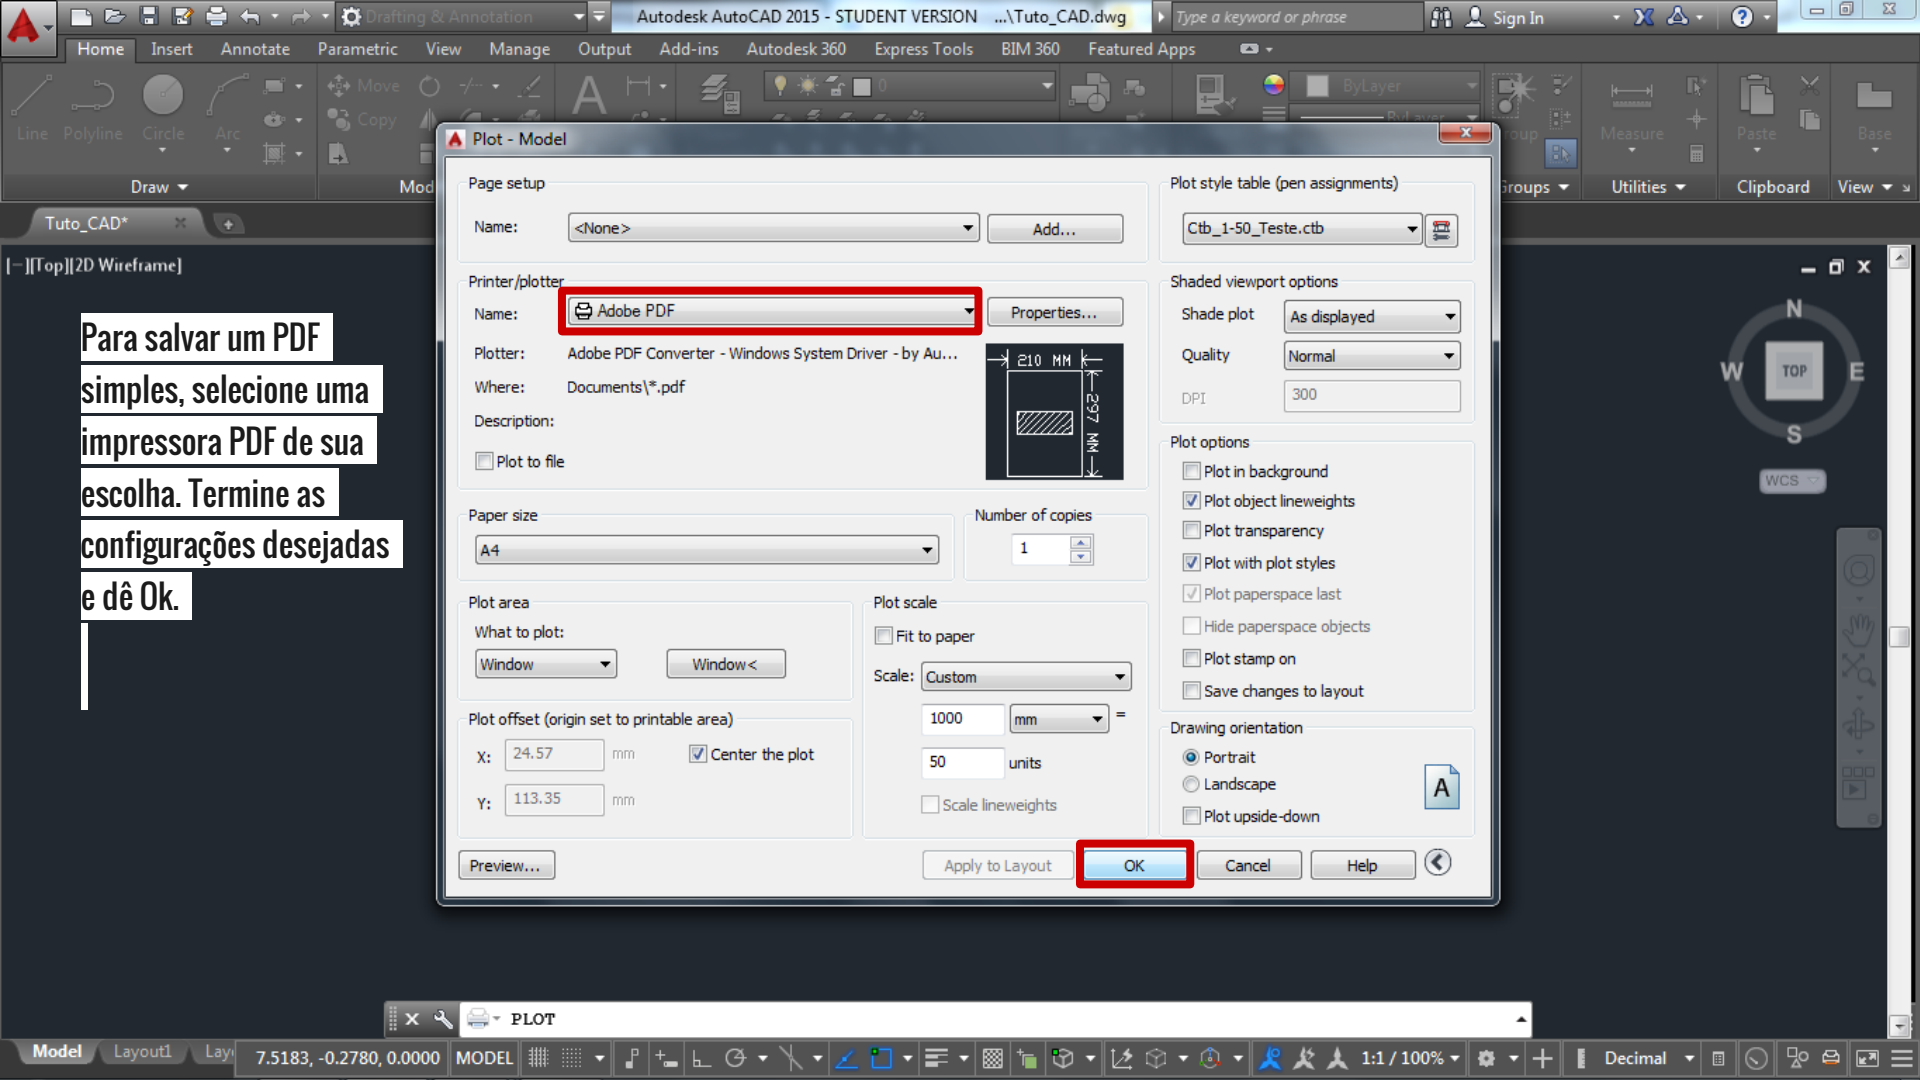 Drafting & Annotation
Autodesk AutoCAD 2015 - STUDENT VERSION ...\Tuto_CAD.dwg
Type a keyword or phrase
Sign In
Home Insert Annotate Parametric View Manage Output Add-ins Autodesk 360 Express Tools BIM 360 Featured Apps
Move 0 ByLayer
Line Polyline Circle Arc Copy Measure Paste Base
Draw Utilities Clipboard View
Tuto_CAD*
[−][Top][2D Wireframe]
Para salvar um PDF
simples, selecione uma
impressora PDF de sua
escolha. Termine as
configurações desejadas
e dê Ok.
Plot - Model
Page setup
Name: <None> Add...
Printer/plotter
Name: Adobe PDF Properties...
Plotter: Adobe PDF Converter - Windows System Driver - by Au...
Where: Documents\*.pdf
Description:
Plot to file
210 MM
297 MM
Paper size
A4
Number of copies
1
Plot area
What to plot:
Window Window<
Plot offset (origin set to printable area)
X: 24.57 mm Center the plot
Y: 113.35 mm
Plot scale
Fit to paper
Scale: Custom
1000 mm =
50 units
Scale lineweights
Plot style table (pen assignments)
Ctb_1-50_Teste.ctb
Shaded viewport options
Shade plot As displayed
Quality Normal
DPI 300
Plot options
Plot in background
Plot object lineweights
Plot transparency
Plot with plot styles
Plot paperspace last
Hide paperspace objects
Plot stamp on
Save changes to layout
Drawing orientation
Portrait
Landscape
Plot upside-down
A
Preview... Apply to Layout OK Cancel Help
N
W TOP E
S
WCS
PLOT
Model Layout1 7.5183, -0.2780, 0.0000 MODEL 1:1 / 100% Decimal